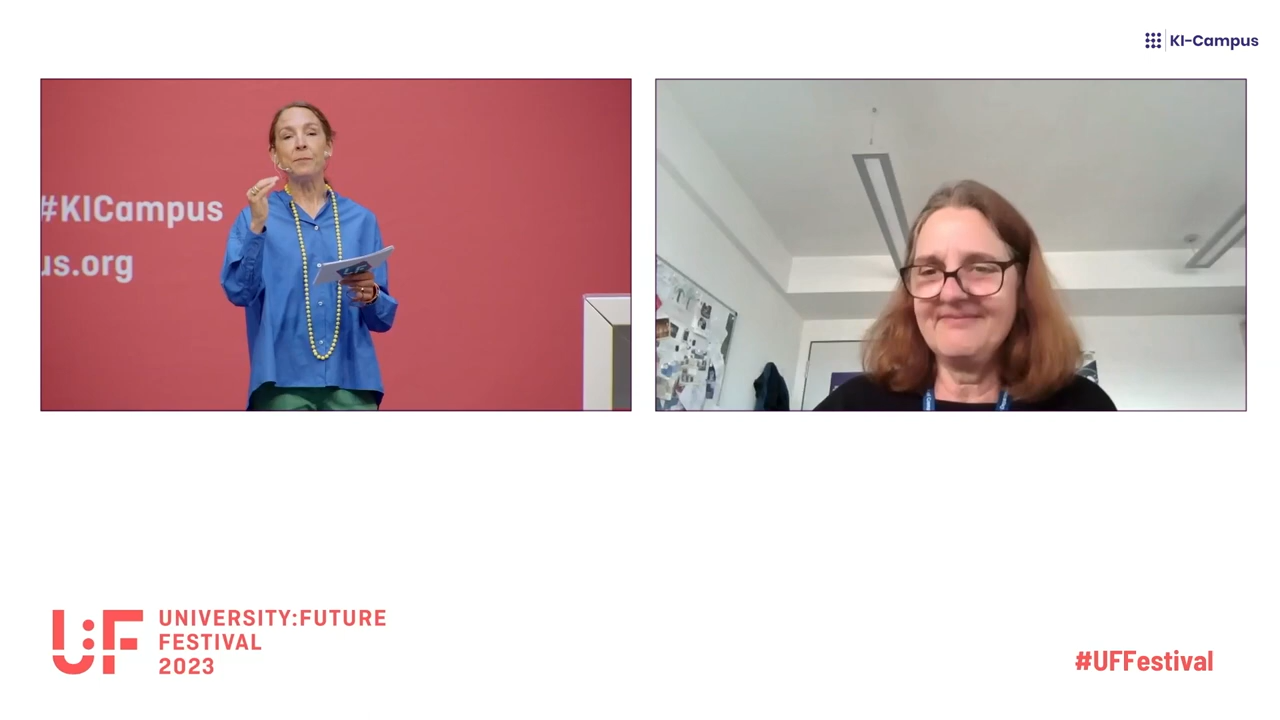 KI-Campus
#KICampus
us.org
U:F
UNIVERSITY:FUTURE
FESTIVAL
2023
#UFFestival